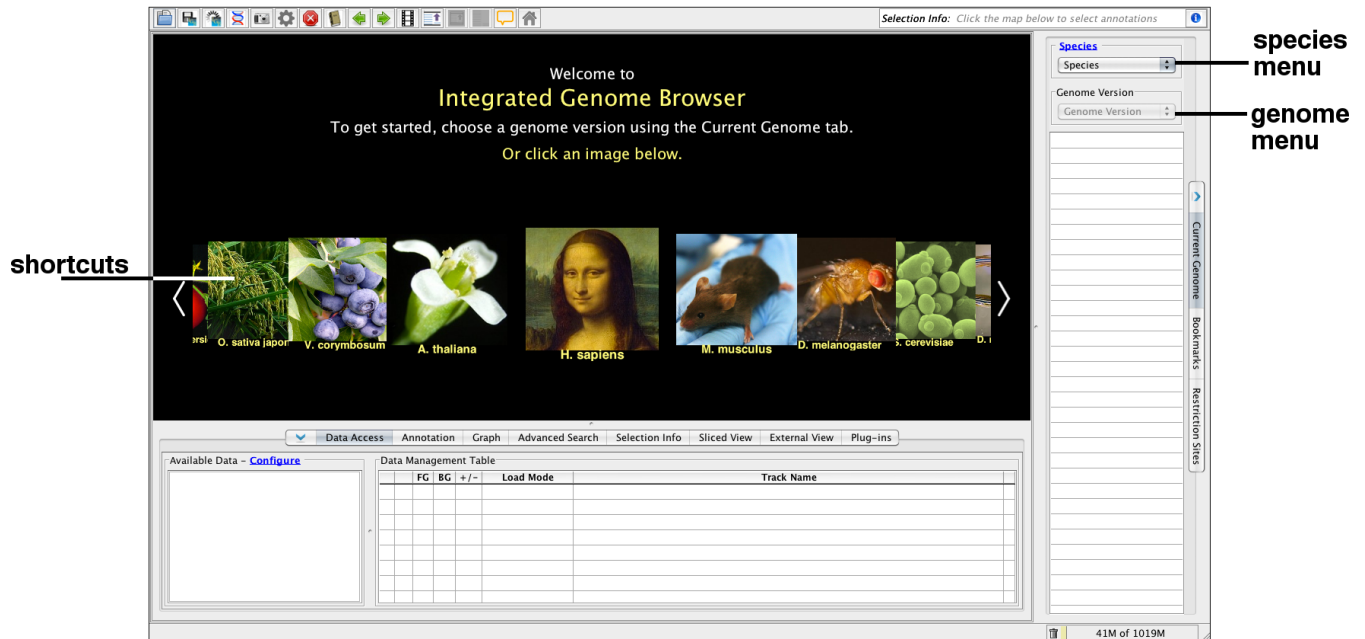 Selection Info: Click the map below to select annotations
species
menu
Species
Species
Genome Version
Genome Version
genome
menu
Welcome to
Integrated Genome Browser
To get started, choose a genome version using the Current Genome tab.
Or click an image below.
shortcuts
ersi
O. sativa japor
V. corymbosum
A. thaliana
H. sapiens
M. musculus
D. melanogaster
S. cerevisiae
D. r
Current Genome
Bookmarks
Restriction Sites
Data Access Annotation Graph Advanced Search Selection Info Sliced View External View Plug-ins
Available Data – Configure
Data Management Table
FG BG +/- Load Mode Track Name
41M of 1019M